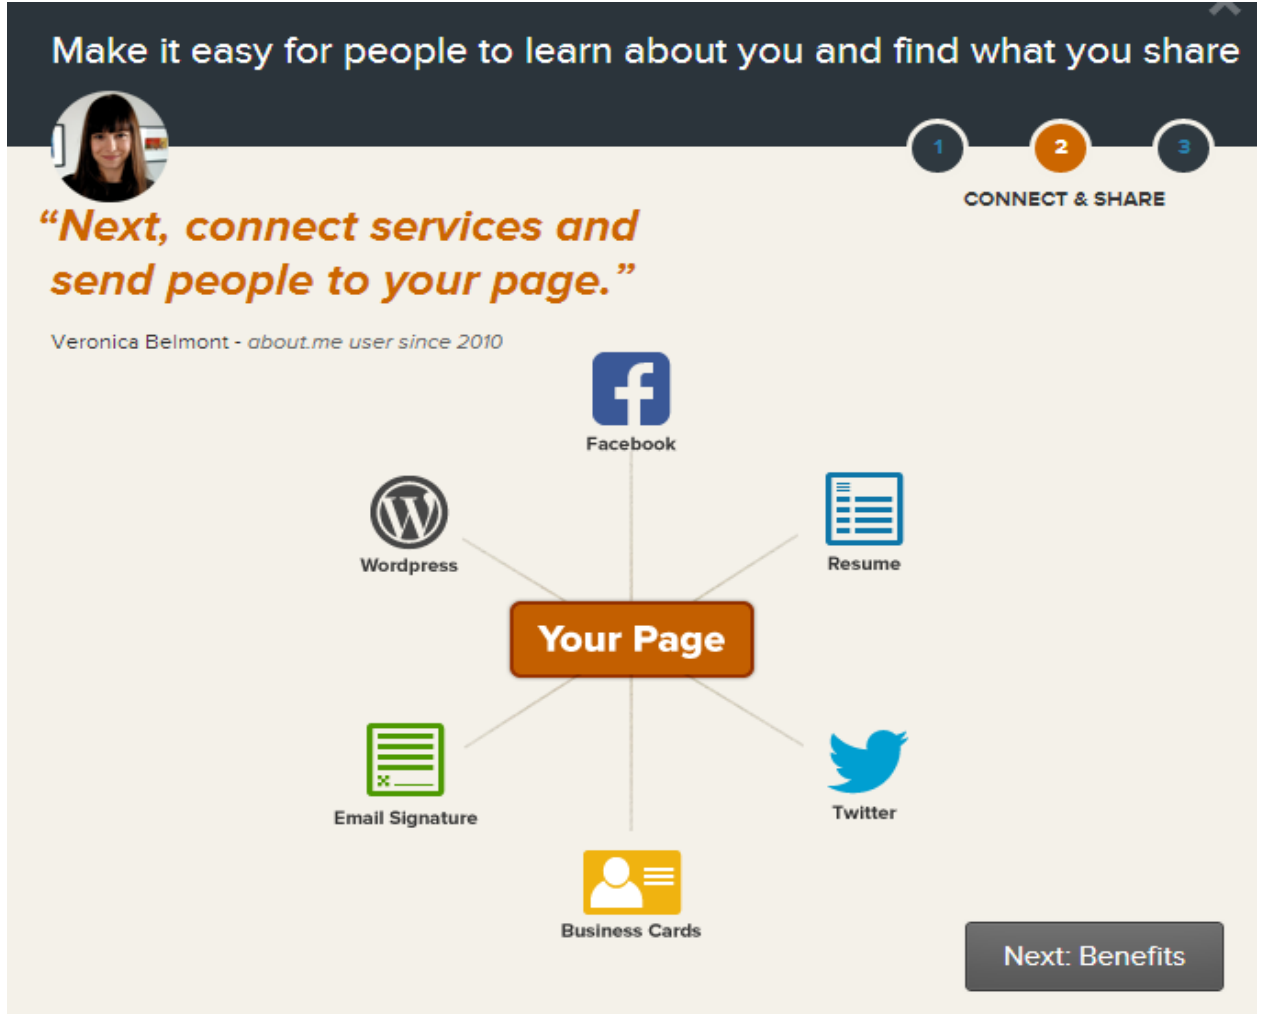 Make it easy for people to learn about you and find what you share
1
2
3
CONNECT & SHARE
“Next, connect services and
send people to your page.”
Veronica Belmont - about.me user since 2010
Facebook
Wordpress
Resume
Your Page
Email Signature
Twitter
Business Cards
Next: Benefits